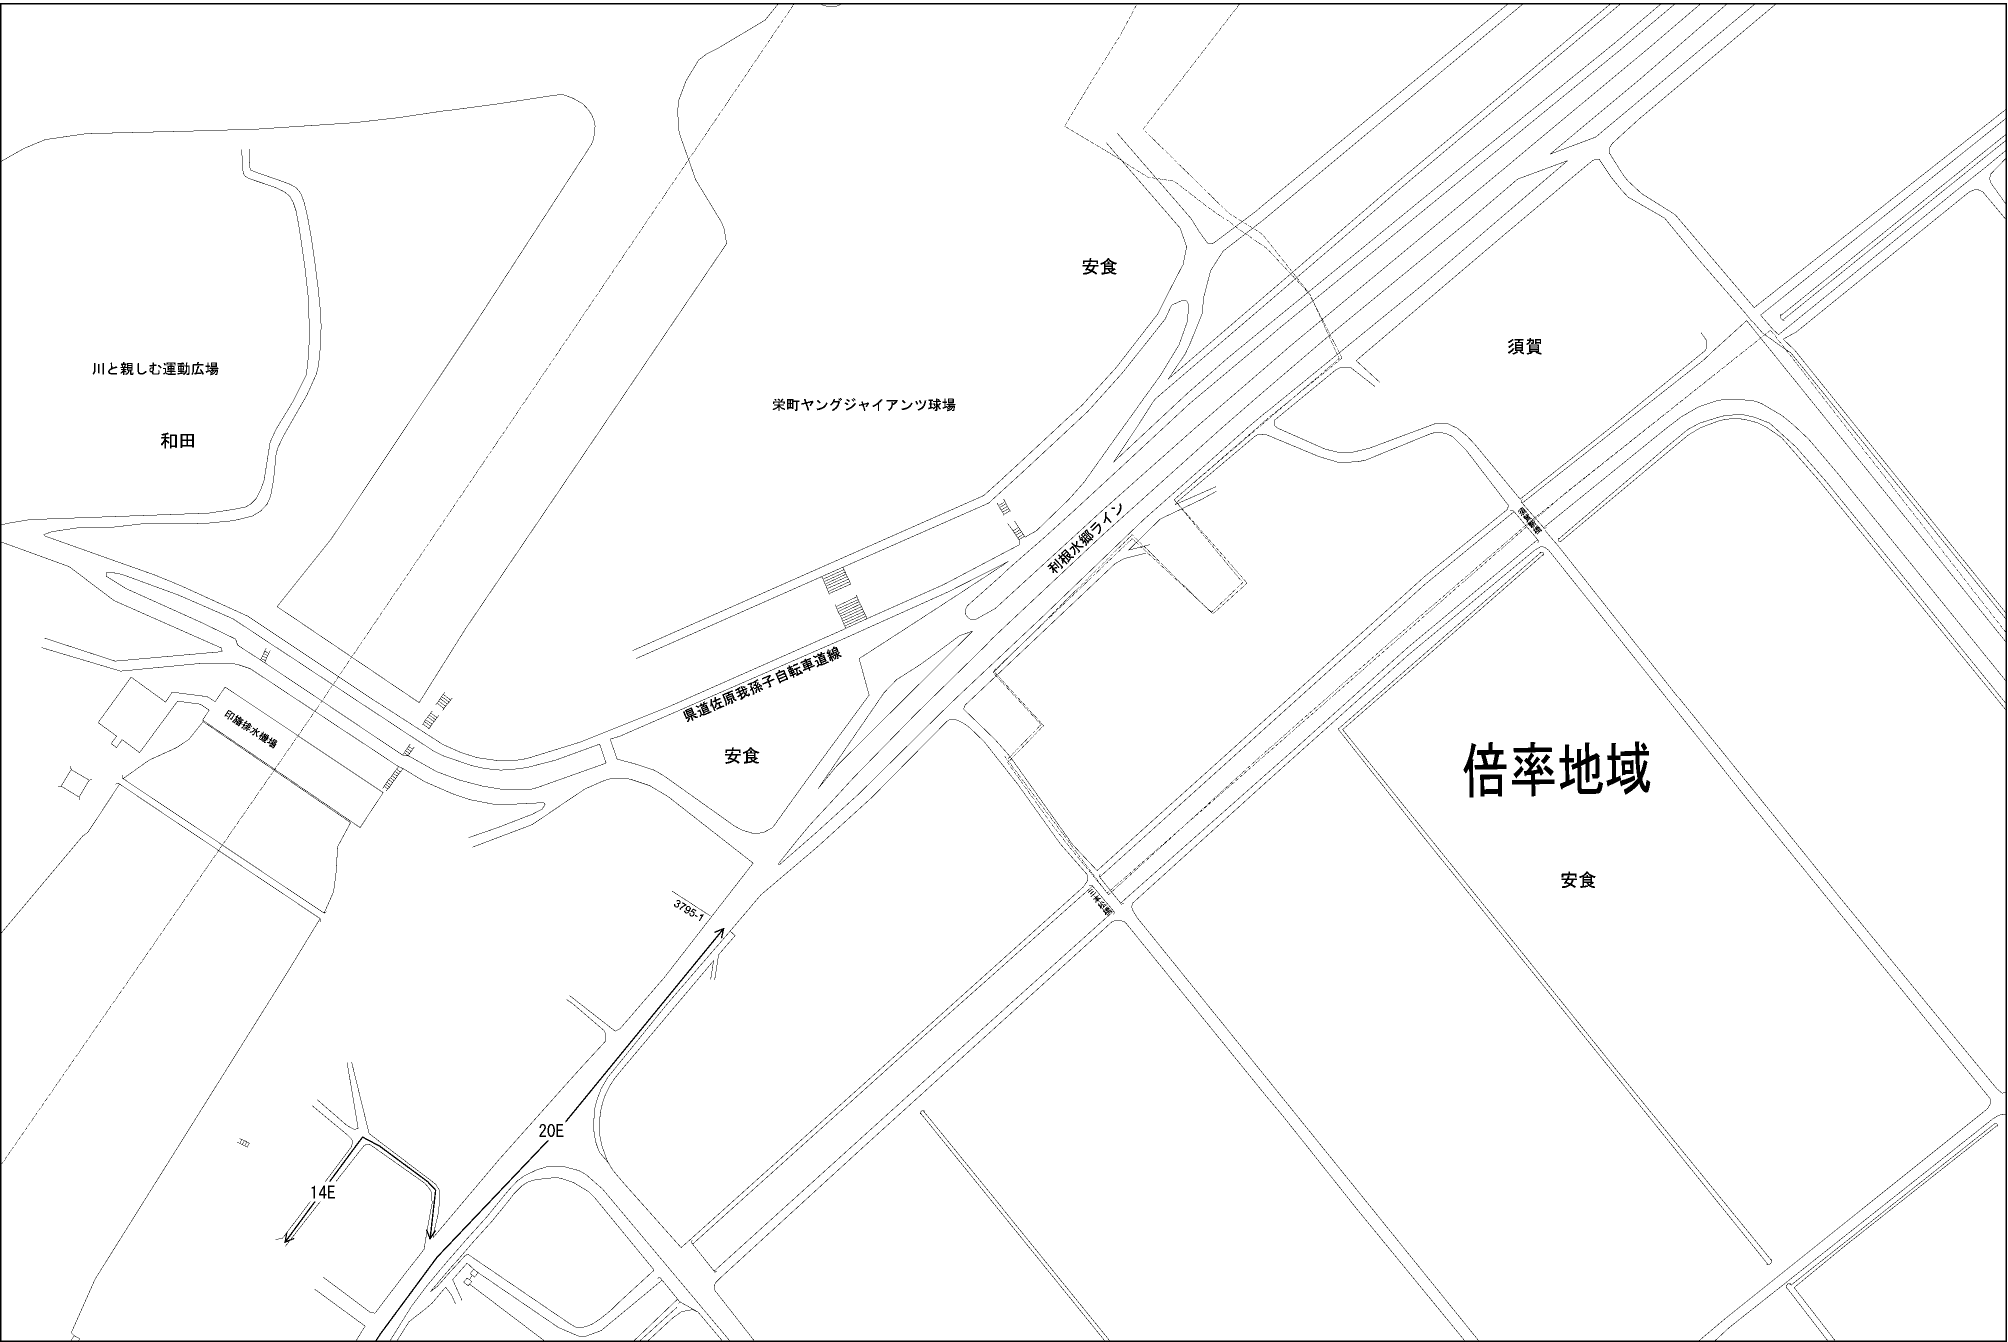 安食
須賀
川と親しむ運動広場
栄町ヤングジャイアンツ球場
和田
利根水郷ライン
県道佐原我孫子自転車道線
印旛排水機場
安食
倍率地域
安食
3795-1
20E
14E